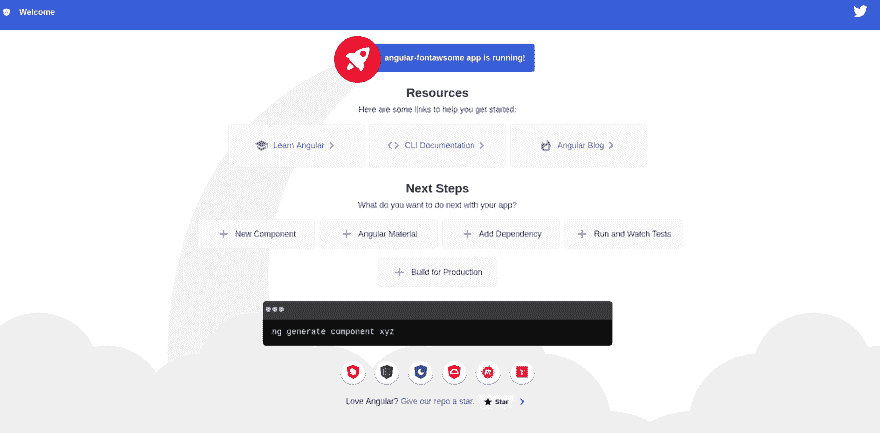 Welcome
angular-fontawsome app is running!
Resources
Here are some links to help you get started:
Learn Angular
CLI Documentation
Angular Blog
Next Steps
What do you want to do next with your app?
New Component
Angular Material
Add Dependency
Run and Watch Tests
Build for Production
ng generate component xyz
Love Angular? Give our repo a star. Star